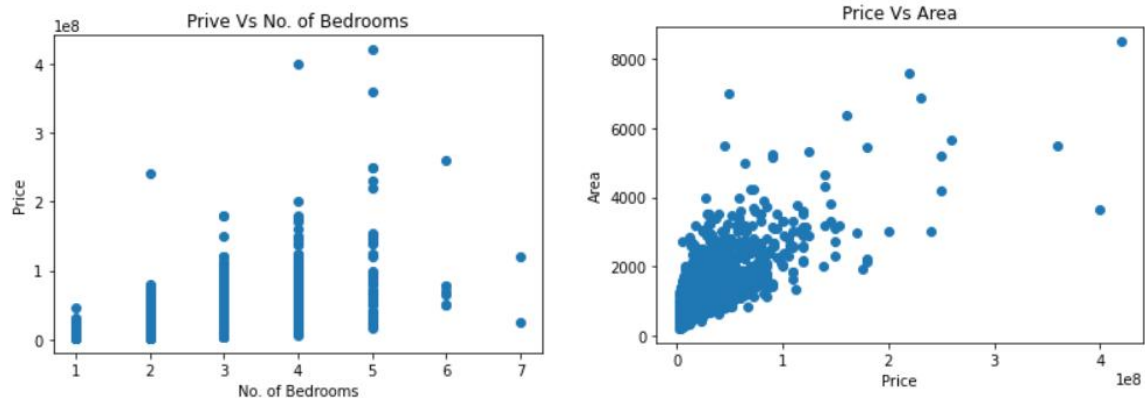 Prive Vs No. of Bedrooms
1e8
4
3
2
1
0
Price
1 2 3 4 5 6 7
No. of Bedrooms
Price Vs Area
8000
6000
4000
2000
0
Area
0 1 2 3 4
1e8
Price